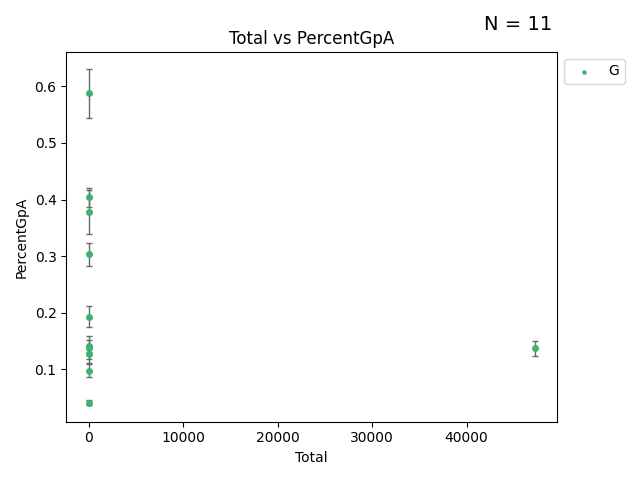 N = 11
Total vs PercentGpA
G
PercentGpA
0.6
0.5
0.4
0.3
0.2
0.1
0 10000 20000 30000 40000
Total